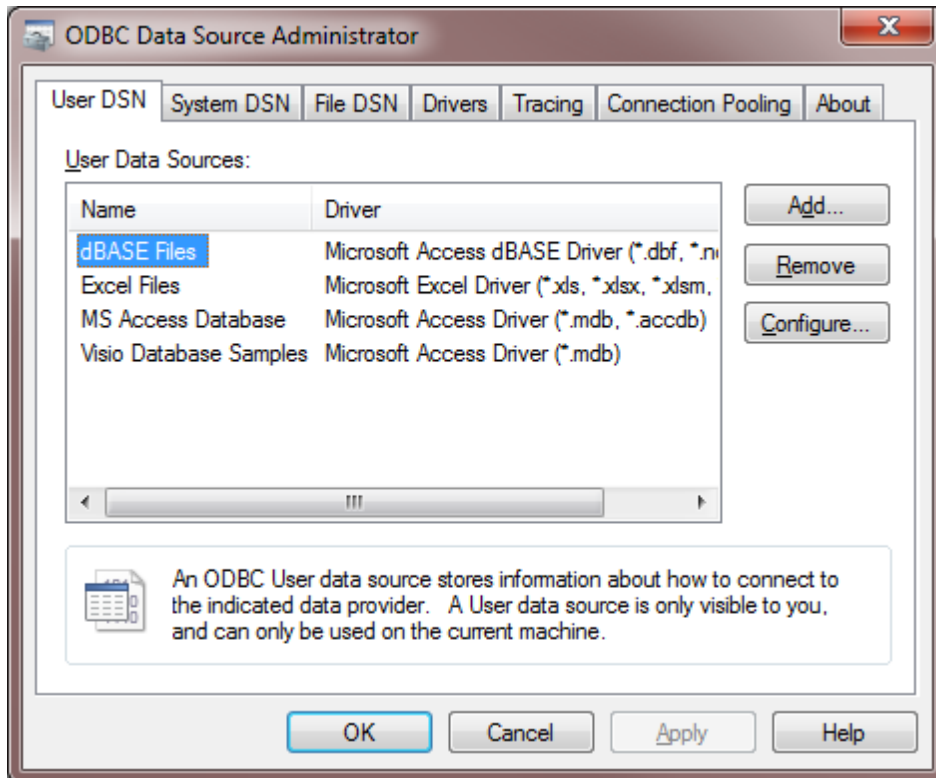 ODBC Data Source Administrator
User DSN System DSN File DSN Drivers Tracing Connection Pooling About
User Data Sources:
Name Driver
dBASE Files Microsoft Access dBASE Driver (*.dbf, *.n
Excel Files Microsoft Excel Driver (*.xls, *.xlsx, *.xlsm,
MS Access Database Microsoft Access Driver (*.mdb, *.accdb)
Visio Database Samples Microsoft Access Driver (*.mdb)
Add...
Remove
Configure...
An ODBC User data source stores information about how to connect to
the indicated data provider. A User data source is only visible to you,
and can only be used on the current machine.
OK Cancel Apply Help